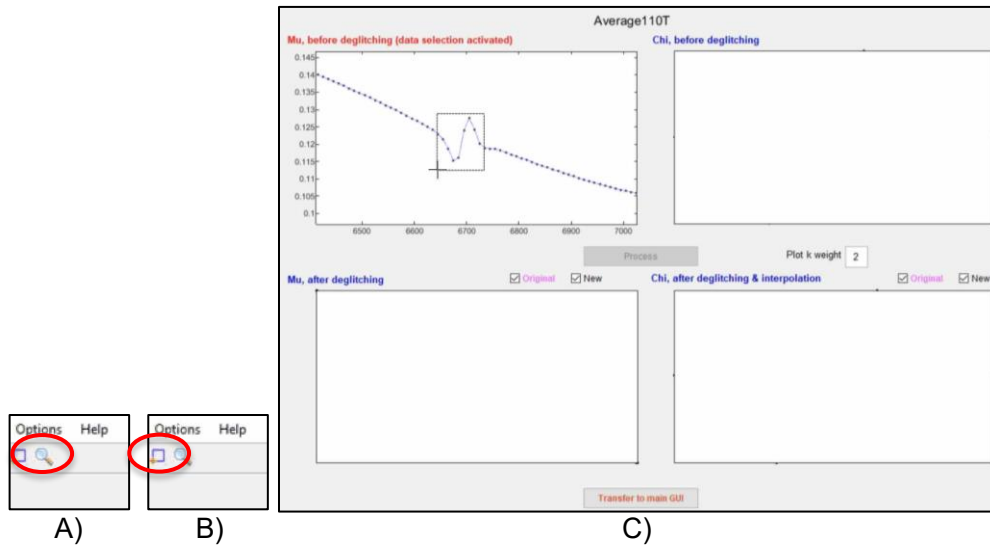 Average110T
Mu, before deglitching (data selection activated)
Chi, before deglitching
0.145
0.14
0.135
0.13
0.125
0.12
0.115
0.11
0.105
0.1
6500 6600 6700 6800 6900 7000
Process
Plot k weight 2
Mu, after deglitching
Original
New
Chi, after deglitching & interpolation
Original
New
Transfer to main GUI
Options Help
Options Help
A)
B)
C)